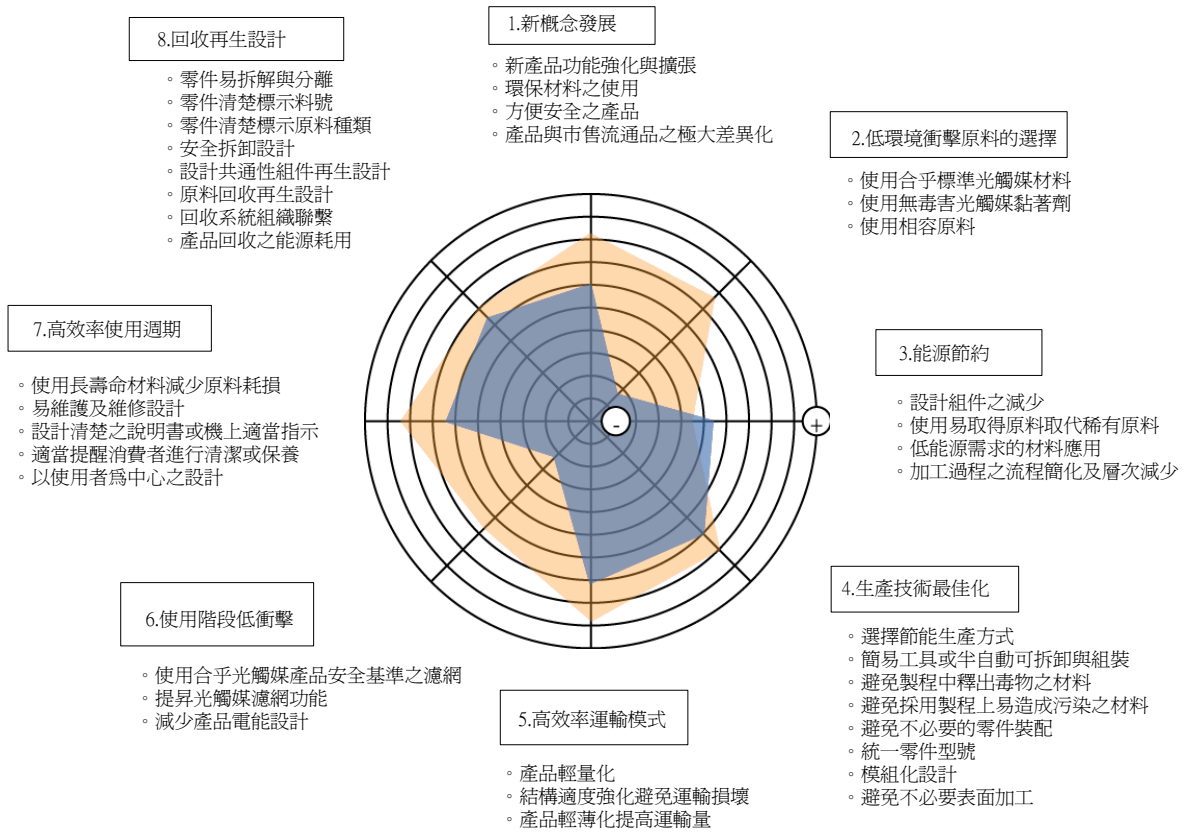 1.新概念發展
。新產品功能強化與擴張
。環保材料之使用
。方便安全之產品
。產品與市售流通品之極大差異化
2.低環境衝擊原料的選擇
。使用合乎標準光觸媒材料
。使用無毒害光觸媒黏著劑
。使用相容原料
3.能源節約
。設計組件之減少
。使用易取得原料取代稀有原料
。低能源需求的材料應用
。加工過程之流程簡化及層次減少
4.生產技術最佳化
。選擇節能生產方式
。簡易工具或半自動可拆卸與組裝
。避免製程中釋出毒物之材料
。避免採用製程上易造成污染之材料
。避免不必要的零件裝配
。統一零件型號
。模組化設計
。避免不必要表面加工
5.高效率運輸模式
。產品輕量化
。結構適度強化避免運輸損壞
。產品輕薄化提高運輸量
6.使用階段低衝擊
。使用合乎光觸媒產品安全基準之濾網
。提昇光觸媒濾網功能
。減少產品電能設計
7.高效率使用週期
。使用長壽命材料減少原料耗損
。易維護及維修設計
。設計清楚之說明書或機上適當指示
。適當提醒消費者進行清潔或保養
。以使用者爲中心之設計
8.回收再生設計
。零件易拆解與分離
。零件清楚標示料號
。零件清楚標示原料種類
。安全拆卸設計
。設計共通性組件再生設計
。原料回收再生設計
。回收系統組織聯繫
。產品回收之能源耗用
-
+